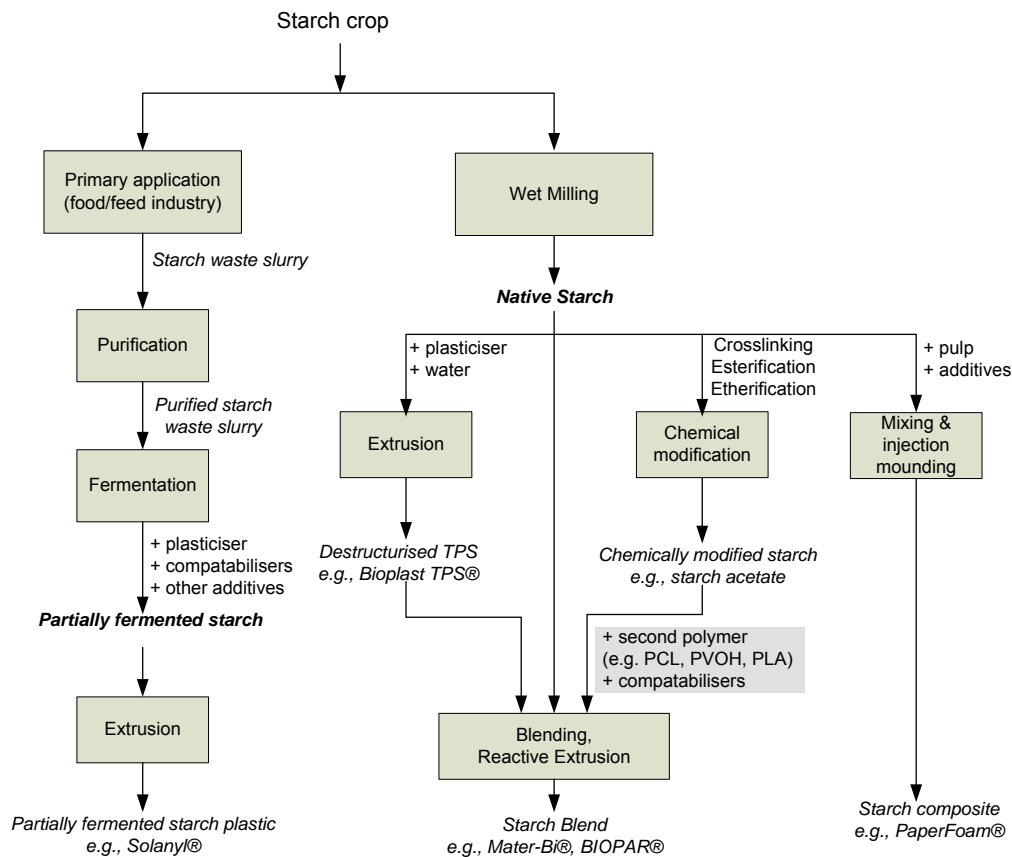 Starch crop
Primary application
(food/feed industry)
Wet Milling
Starch waste slurry
Native Starch
Purification
+ plasticiser
+ water
Crosslinking
Esterification
Etherification
+ pulp
+ additives
Purified starch
waste slurry
Extrusion
Chemical
modification
Mixing &
injection
mounding
Fermentation
+ plasticiser
+ compatabilisers
+ other additives
Destructurised TPS
e.g., Bioplast TPS®
Chemically modified starch
e.g., starch acetate
Partially fermented starch
+ second polymer
(e.g. PCL, PVOH, PLA)
+ compatabilisers
Extrusion
Blending,
Reactive Extrusion
Partially fermented starch plastic
e.g., Solanyl®
Starch Blend
e.g., Mater-Bi®, BIOPAR®
Starch composite
e.g., PaperFoam®